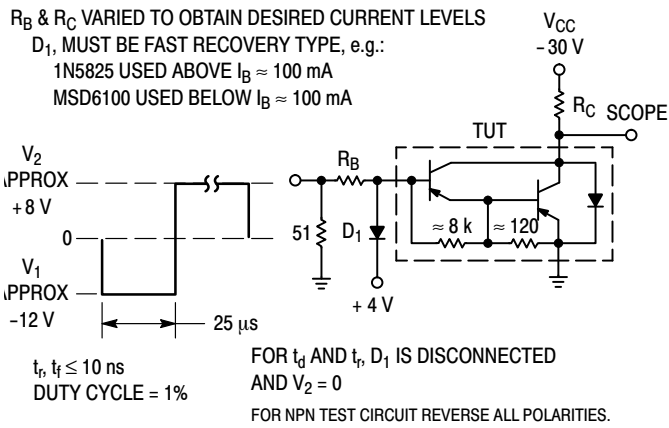 R_B & R_C VARIED TO OBTAIN DESIRED CURRENT LEVELS
D_1, MUST BE FAST RECOVERY TYPE, e.g.:
1N5825 USED ABOVE I_B ≈ 100 mA
MSD6100 USED BELOW I_B ≈ 100 mA
V_CC
- 30 V
R_C SCOPE
TUT
R_B
V_2
APPROX
+8 V
0
51
D_1
≈ 8 k
≈ 120
V_1
APPROX
-12 V
+ 4 V
25 µs
t_r, t_f ≤ 10 ns
DUTY CYCLE = 1%
FOR t_d AND t_r, D_1 IS DISCONNECTED
AND V_2 = 0
FOR NPN TEST CIRCUIT REVERSE ALL POLARITIES.